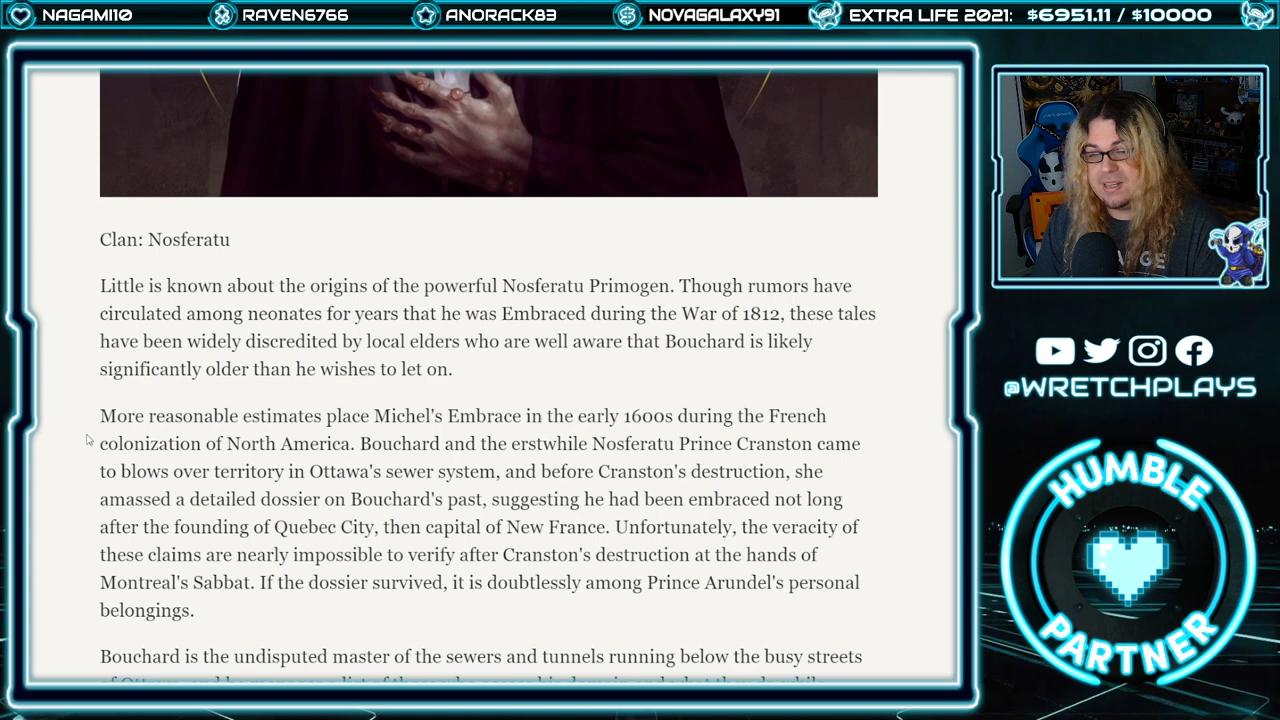 NAGAMI10 RAVEN6766 ANORACK83 NOVAGALAXY91 EXTRA LIFE 2021: $6951.11 / $10000
Clan: Nosferatu
Little is known about the origins of the powerful Nosferatu Primogen. Though rumors have
circulated among neonates for years that he was Embraced during the War of 1812, these tales
have been widely discredited by local elders who are well aware that Bouchard is likely
significantly older than he wishes to let on.
More reasonable estimates place Michel's Embrace in the early 1600s during the French
colonization of North America. Bouchard and the erstwhile Nosferatu Prince Cranston came
to blows over territory in Ottawa's sewer system, and before Cranston's destruction, she
amassed a detailed dossier on Bouchard's past, suggesting he had been embraced not long
after the founding of Quebec City, then capital of New France. Unfortunately, the veracity of
these claims are nearly impossible to verify after Cranston's destruction at the hands of
Montreal's Sabbat. If the dossier survived, it is doubtlessly among Prince Arundel's personal
belongings.
Bouchard is the undisputed master of the sewers and tunnels running below the busy streets
@WRETCHPLAYS
HUMBLE
PARTNER